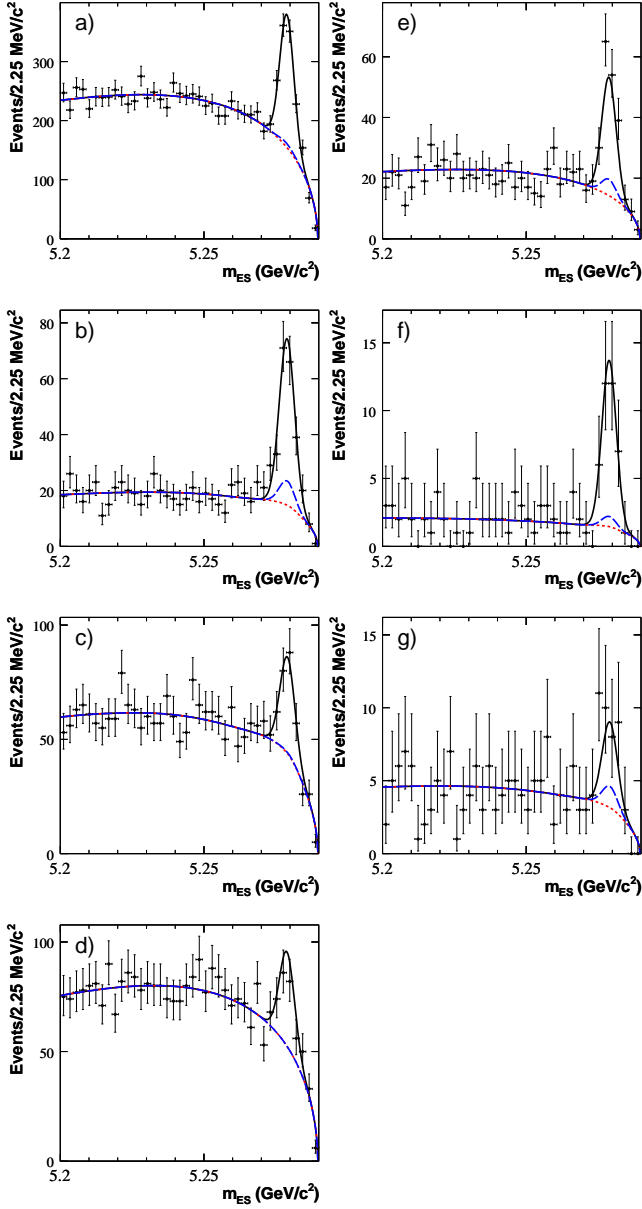 a)
Events/2.25 MeV/c²
300
200
100
0
5.2
5.25
m_ES (GeV/c²)
e)
Events/2.25 MeV/c²
60
40
20
0
5.2
5.25
m_ES (GeV/c²)
b)
Events/2.25 MeV/c²
80
60
40
20
0
5.2
5.25
m_ES (GeV/c²)
f)
Events/2.25 MeV/c²
15
10
5
0
5.2
5.25
m_ES (GeV/c²)
c)
Events/2.25 MeV/c²
100
50
0
5.2
5.25
m_ES (GeV/c²)
g)
Events/2.25 MeV/c²
15
10
5
0
5.2
5.25
m_ES (GeV/c²)
d)
Events/2.25 MeV/c²
100
50
0
5.2
5.25
m_ES (GeV/c²)